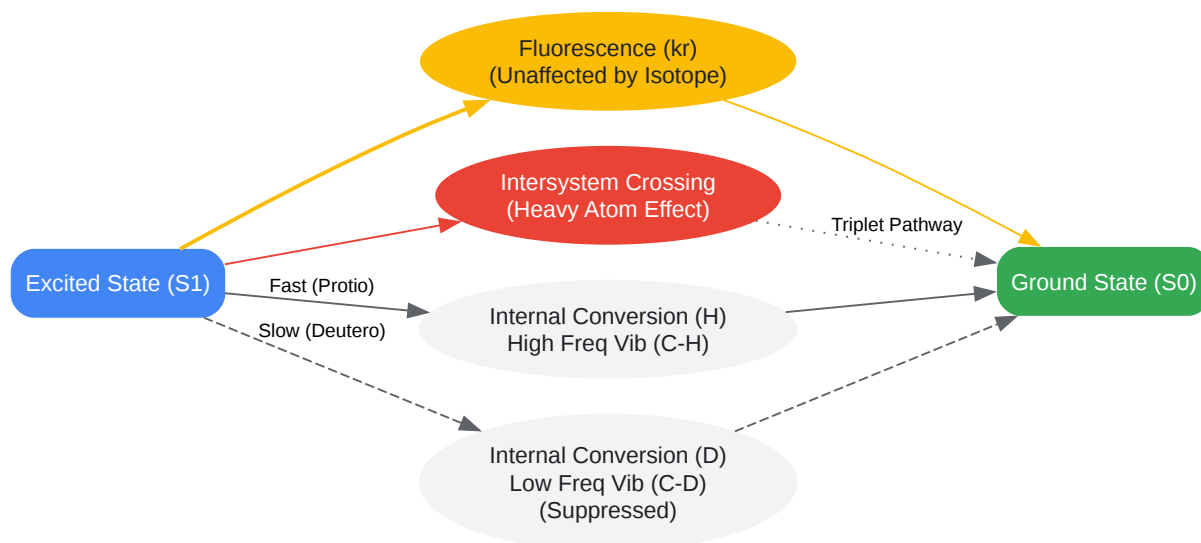 Fluorescence (kr)
(Unaffected by Isotope)
Intersystem Crossing
(Heavy Atom Effect)
Triplet Pathway
Excited State (S1)
Fast (Protio)
Ground State (S0)
Slow (Deutero)
Internal Conversion (H)
High Freq Vib (C-H)
Internal Conversion (D)
Low Freq Vib (C-D)
(Suppressed)